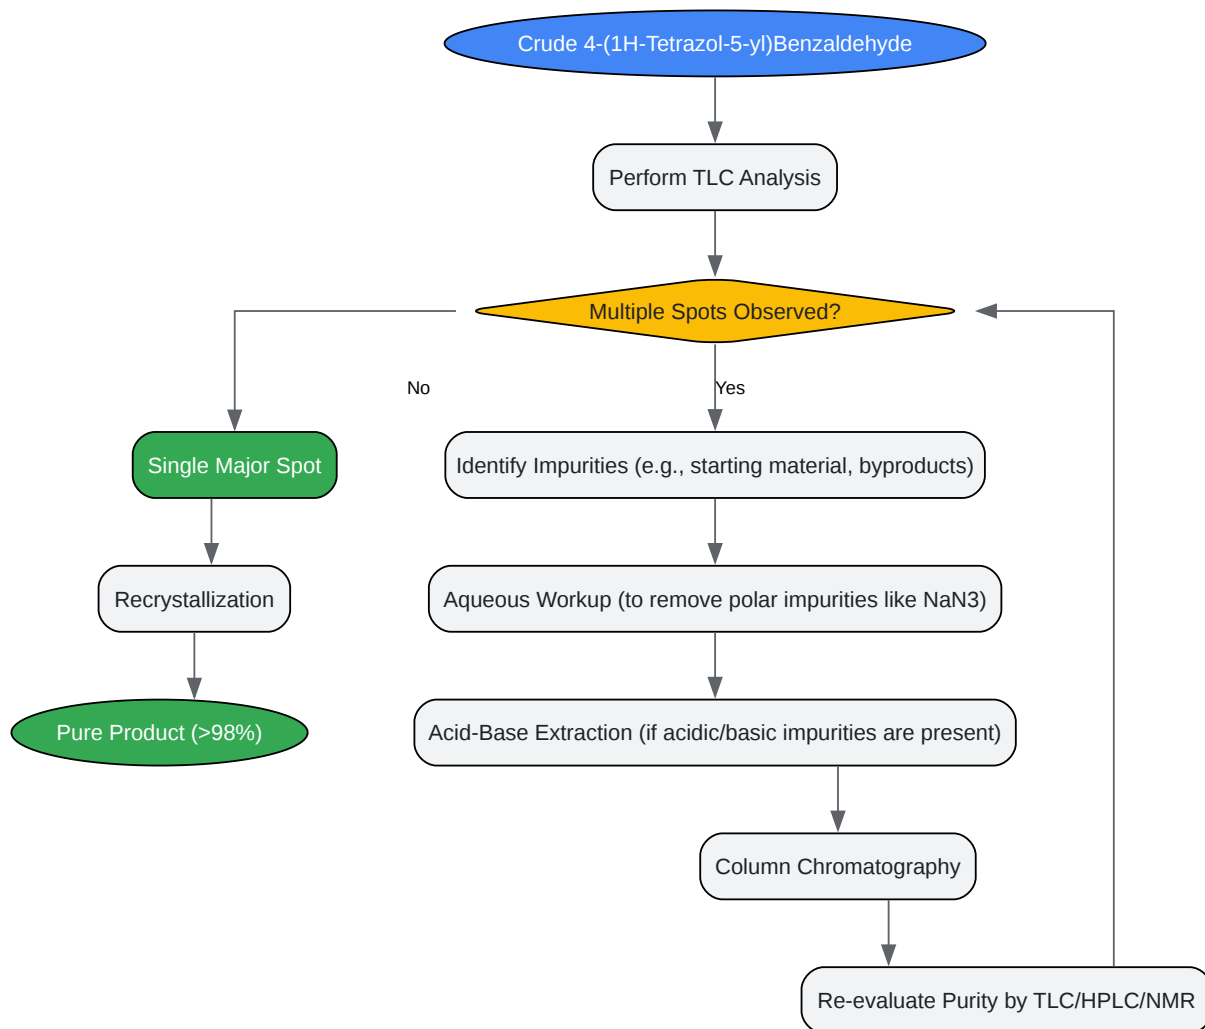 Crude 4-(1H-Tetrazol-5-yl)Benzaldehyde
Perform TLC Analysis
Multiple Spots Observed?
No
Yes
Single Major Spot
Identify Impurities (e.g., starting material, byproducts)
Recrystallization
Aqueous Workup (to remove polar impurities like NaN3)
Pure Product (>98%)
Acid-Base Extraction (if acidic/basic impurities are present)
Column Chromatography
Re-evaluate Purity by TLC/HPLC/NMR